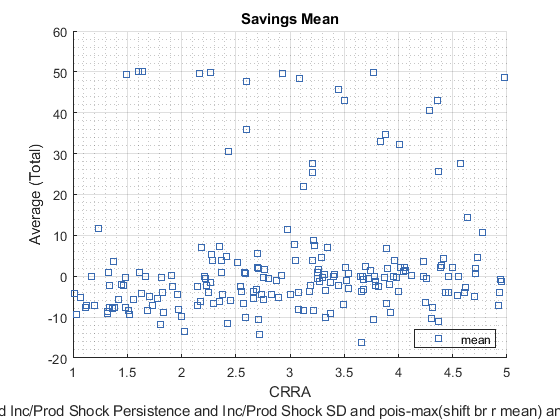 Savings Mean
60
50
40
30
20
10
0
-10
-20
Average (Total)
mean
1 1.5 2 2.5 3 3.5 4 4.5 5
CRRA
d Inc/Prod Shock Persistence and Inc/Prod Shock SD and pois-max(shift br r mean) a